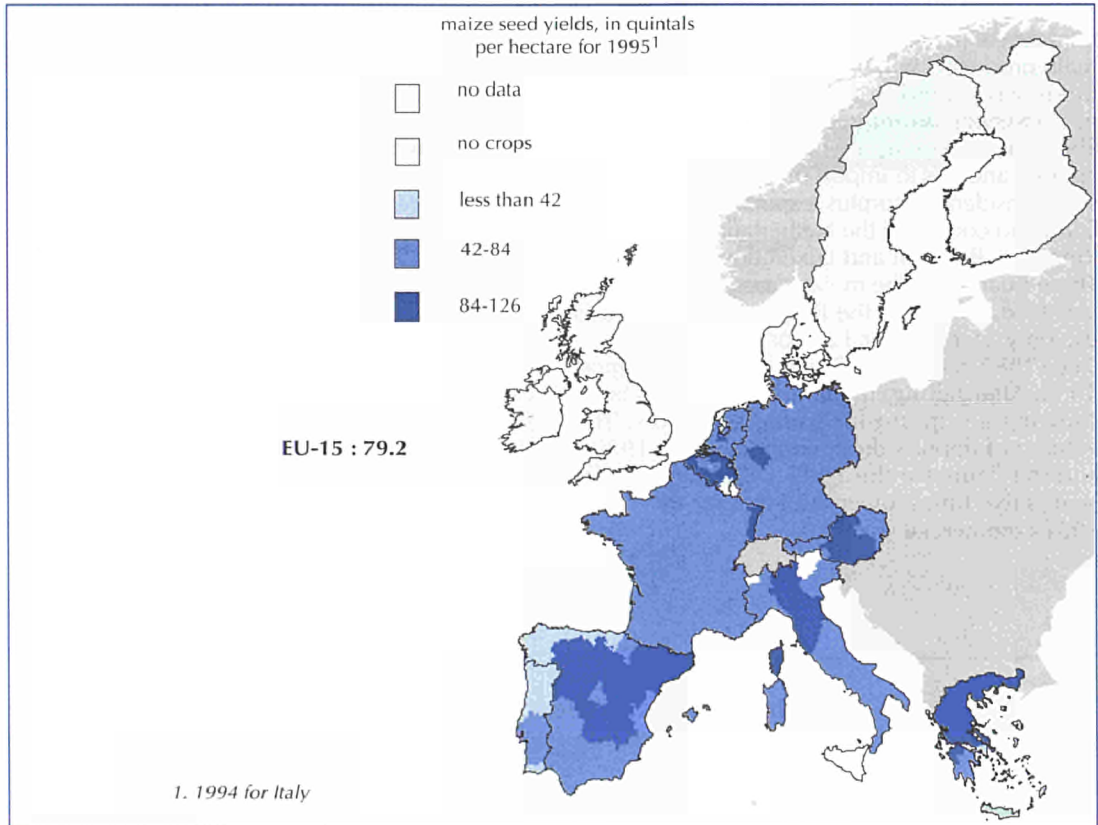 maize seed yields, in quintals
per hectare for 1995¹
no data
no crops
less than 42
42-84
84-126
EU-15 : 79.2
1. 1994 for Italy